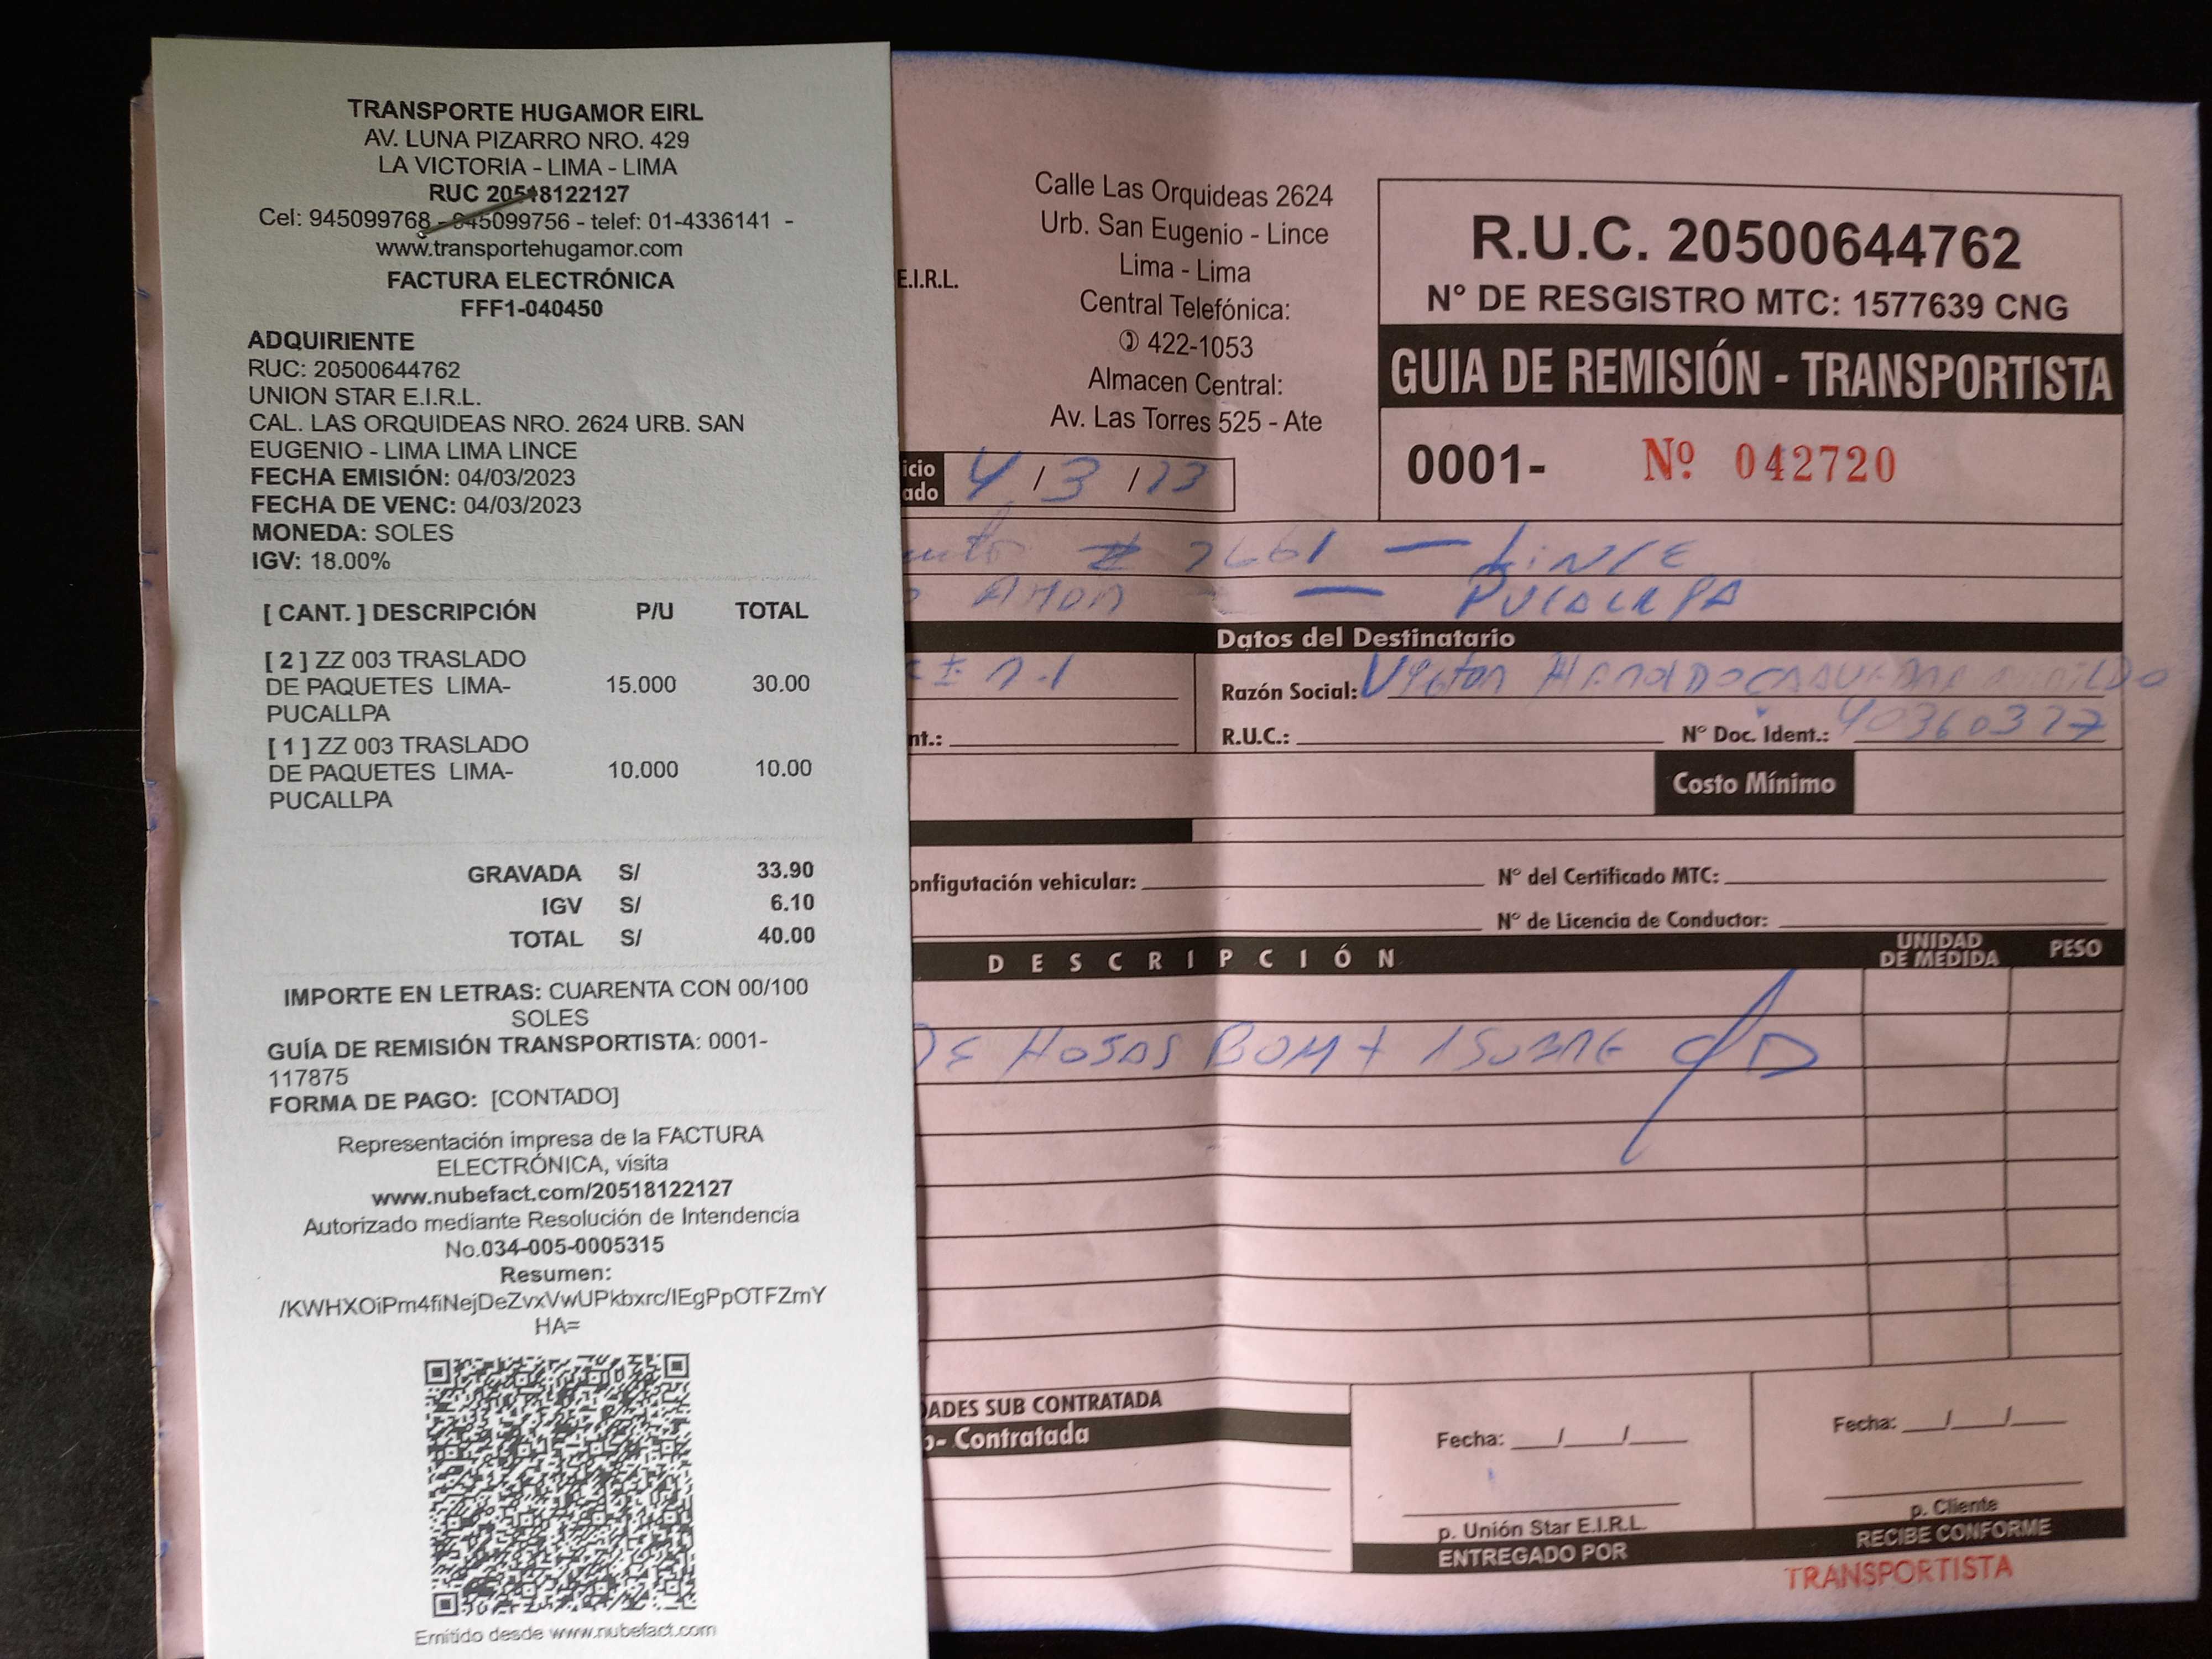 TRANSPORTE HUGAMOR EIRL
AV. LUNA PIZARRO NRO. 429
LA VICTORIA - LIMA - LIMA
RUC 20518122127
Cel: 945099768 - 945099756 - telef: 01-4336141 -
www.transportehugamor.com
FACTURA ELECTRÓNICA
FFF1-040450
ADQUIRIENTE
RUC: 20500644762
UNION STAR E.I.R.L.
CAL. LAS ORQUIDEAS NRO. 2624 URB. SAN
EUGENIO - LIMA LIMA LINCE
FECHA EMISIÓN: 04/03/2023
FECHA DE VENC: 04/03/2023
MONEDA: SOLES
IGV: 18.00%
[ CANT. ] DESCRIPCIÓN P/U TOTAL
[ 2 ] ZZ 003 TRASLADO
DE PAQUETES LIMA- 15.000 30.00
PUCALLPA
[ 1 ] ZZ 003 TRASLADO
DE PAQUETES LIMA- 10.000 10.00
PUCALLPA
GRAVADA S/ 33.90
IGV S/ 6.10
TOTAL S/ 40.00
IMPORTE EN LETRAS: CUARENTA CON 00/100
SOLES
GUÍA DE REMISIÓN TRANSPORTISTA: 0001-
117875
FORMA DE PAGO: [CONTADO]
Representación impresa de la FACTURA
ELECTRÓNICA, visita
www.nubefact.com/20518122127
Autorizado mediante Resolución de Intendencia
No.034-005-0005315
Resumen:
/KWHXOiPm4fiNejDeZvxVwUPkbxrc/IEgPpOTFZmY
HA=
Emitido desde www.nubefact.com
E.I.R.L.
Calle Las Orquideas 2624
Urb. San Eugenio - Lince
Lima - Lima
Central Telefónica:
✆ 422-1053
Almacen Central:
Av. Las Torres 525 - Ate
R.U.C. 20500644762
N° DE RESGISTRO MTC: 1577639 CNG
GUIA DE REMISIÓN - TRANSPORTISTA
0001- Nº 042720
icio
ado
4 / 3 /
# 2661 — LINCE
— PUCALLPA
Datos del Destinatario
Razón Social: Victor
nt.: R.U.C.: N° Doc. Ident.: 40360377
Costo Mínimo
onfigutación vehicular: N° del Certificado MTC:
N° de Licencia de Conductor:
DESCRIPCIÓN UNIDAD DE MEDIDA PESO
DE HOJAS BOM + 1 SOBRE
DADES SUB CONTRATADA
b- Contratada
Fecha: / /
p. Unión Star E.I.R.L.
ENTREGADO POR
Fecha: / /
p. Cliente
RECIBE CONFORME
TRANSPORTISTA